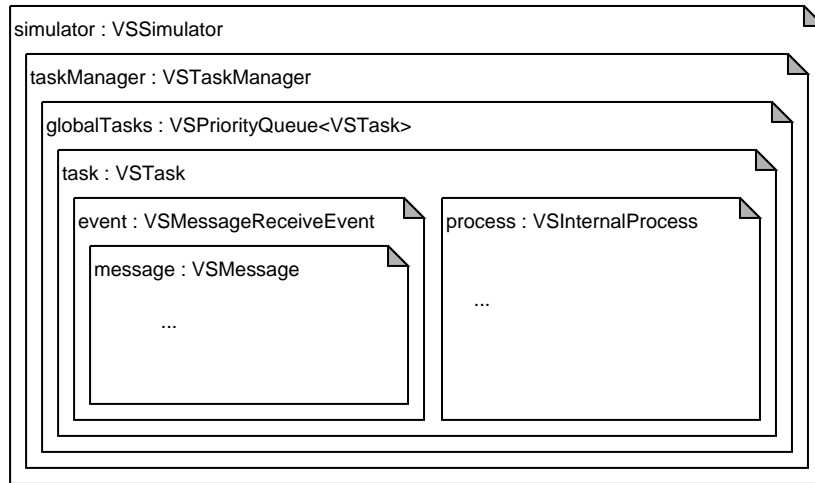 simulator : VSSimulator
taskManager : VSTaskManager
globalTasks : VSPriorityQueue<VSTask>
task : VSTask
event : VSMessageReceiveEvent
process : VSInternalProcess
message : VSMessage
...
...